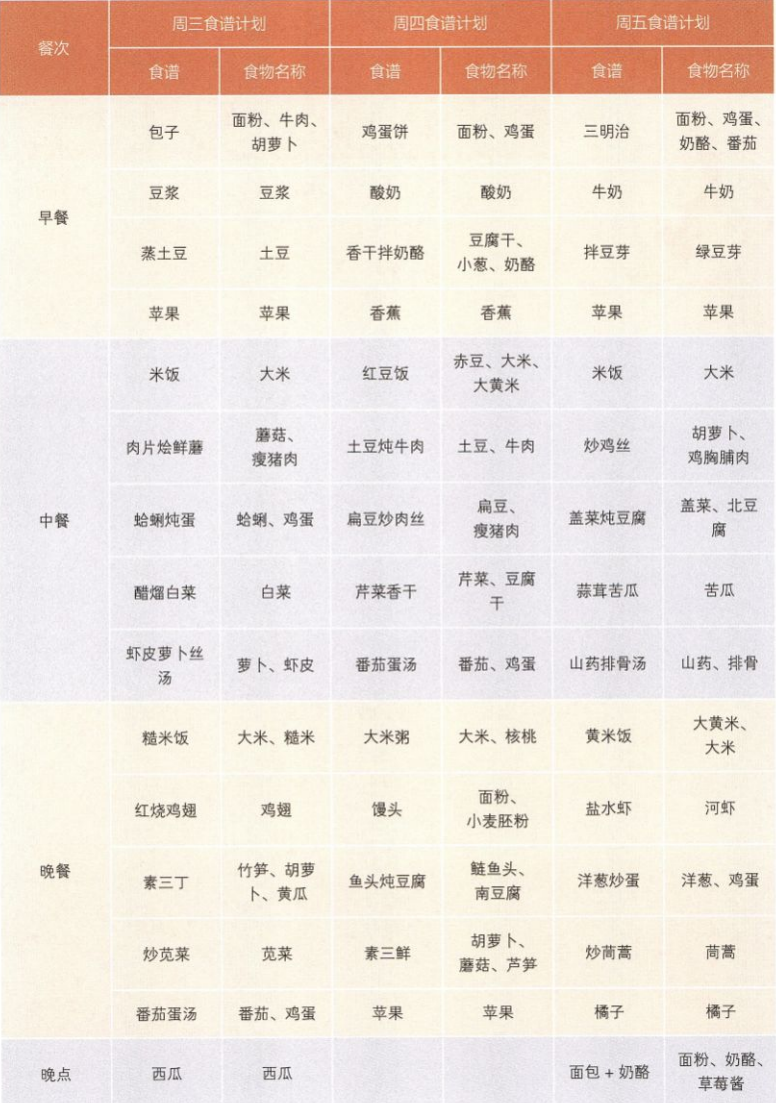 餐次
周三食谱计划
周四食谱计划
周五食谱计划
食谱
食物名称
食谱
食物名称
食谱
食物名称
早餐
包子
面粉、牛肉、
胡萝卜
鸡蛋饼
面粉、鸡蛋
三明治
面粉、鸡蛋、
奶酪、番茄
豆浆
豆浆
酸奶
酸奶
牛奶
牛奶
蒸土豆
土豆
香干拌奶酪
豆腐干、
小葱、奶酪
拌豆芽
绿豆芽
苹果
苹果
香蕉
香蕉
苹果
苹果
中餐
米饭
大米
红豆饭
赤豆、大米、
大黄米
米饭
大米
肉片烩鲜蘑
蘑菇、
瘦猪肉
土豆炖牛肉
土豆、牛肉
炒鸡丝
胡萝卜、
鸡胸脯肉
蛤蜊炖蛋
蛤蜊、鸡蛋
扁豆炒肉丝
扁豆、
瘦猪肉
盖菜炖豆腐
盖菜、北豆
腐
醋熘白菜
白菜
芹菜香干
芹菜、豆腐
干
蒜茸苦瓜
苦瓜
虾皮萝卜丝
汤
萝卜、虾皮
番茄蛋汤
番茄、鸡蛋
山药排骨汤
山药、排骨
晚餐
糙米饭
大米、糙米
大米粥
大米、核桃
黄米饭
大黄米、
大米
红烧鸡翅
鸡翅
馒头
面粉、
小麦胚粉
盐水虾
河虾
素三丁
竹笋、胡萝
卜、黄瓜
鱼头炖豆腐
鲢鱼头、
南豆腐
洋葱炒蛋
洋葱、鸡蛋
炒苋菜
苋菜
素三鲜
胡萝卜、
蘑菇、芦笋
炒茼蒿
茼蒿
番茄蛋汤
番茄、鸡蛋
苹果
苹果
橘子
橘子
晚点
西瓜
西瓜
面包 + 奶酪
面粉、奶酪、
草莓酱